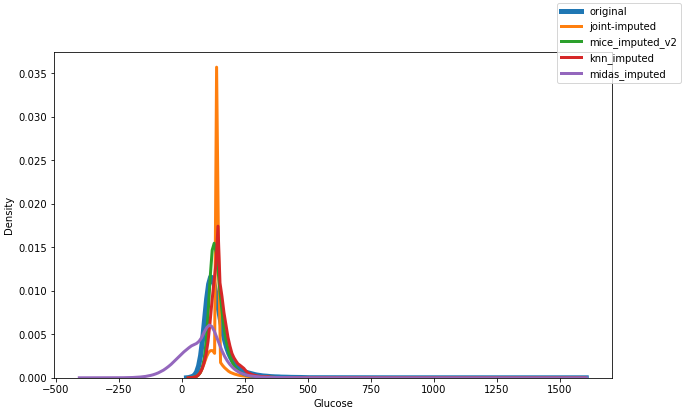 original
joint-imputed
mice_imputed_v2
knn_imputed
midas_imputed
0.035
0.030
0.025
0.020
0.015
0.010
0.005
0.000
Density
−500 −250 0 250 500 750 1000 1250 1500
Glucose